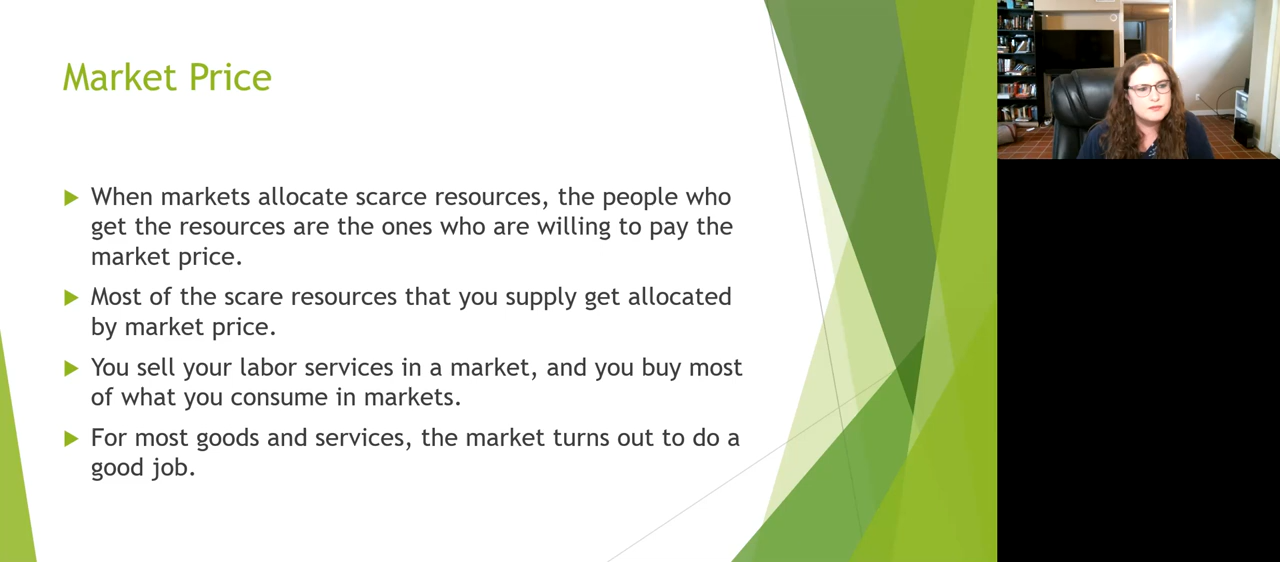 Market Price
When markets allocate scarce resources, the people who
get the resources are the ones who are willing to pay the
market price.
Most of the scare resources that you supply get allocated
by market price.
You sell your labor services in a market, and you buy most
of what you consume in markets.
For most goods and services, the market turns out to do a
good job.